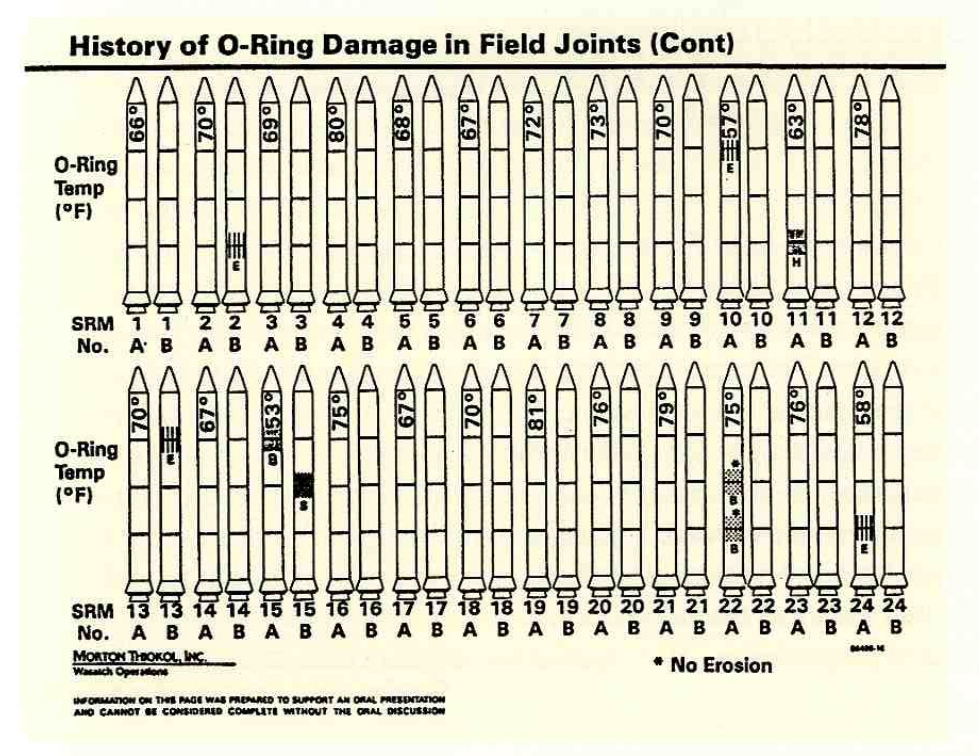 History of O-Ring Damage in Field Joints (Cont)
66° 70° 69° 80° 68° 67° 72° 73° 70° 57° 63° 78°
O-Ring
Temp
(°F)
E
E
H
SRM 1 1 2 2 3 3 4 4 5 5 6 6 7 7 8 8 9 9 10 10 11 11 12 12
No. A B A B A B A B A B A B A B A B A B A B A B A B
70° 67° 53° 75° 67° 70° 81° 76° 79° 75° 76° 58°
O-Ring
Temp
(°F)
E
B
*
S
B
*
B
E
SRM 13 13 14 14 15 15 16 16 17 17 18 18 19 19 20 20 21 21 22 22 23 23 24 24
No. A B A B A B A B A B A B A B A B A B A B A B A B
MORTON THIOKOL, INC.
Wasatch Operations
* No Erosion
INFORMATION ON THIS PAGE WAS PREPARED TO SUPPORT AN ORAL PRESENTATION
AND CANNOT BE CONSIDERED COMPLETE WITHOUT THE ORAL DISCUSSION